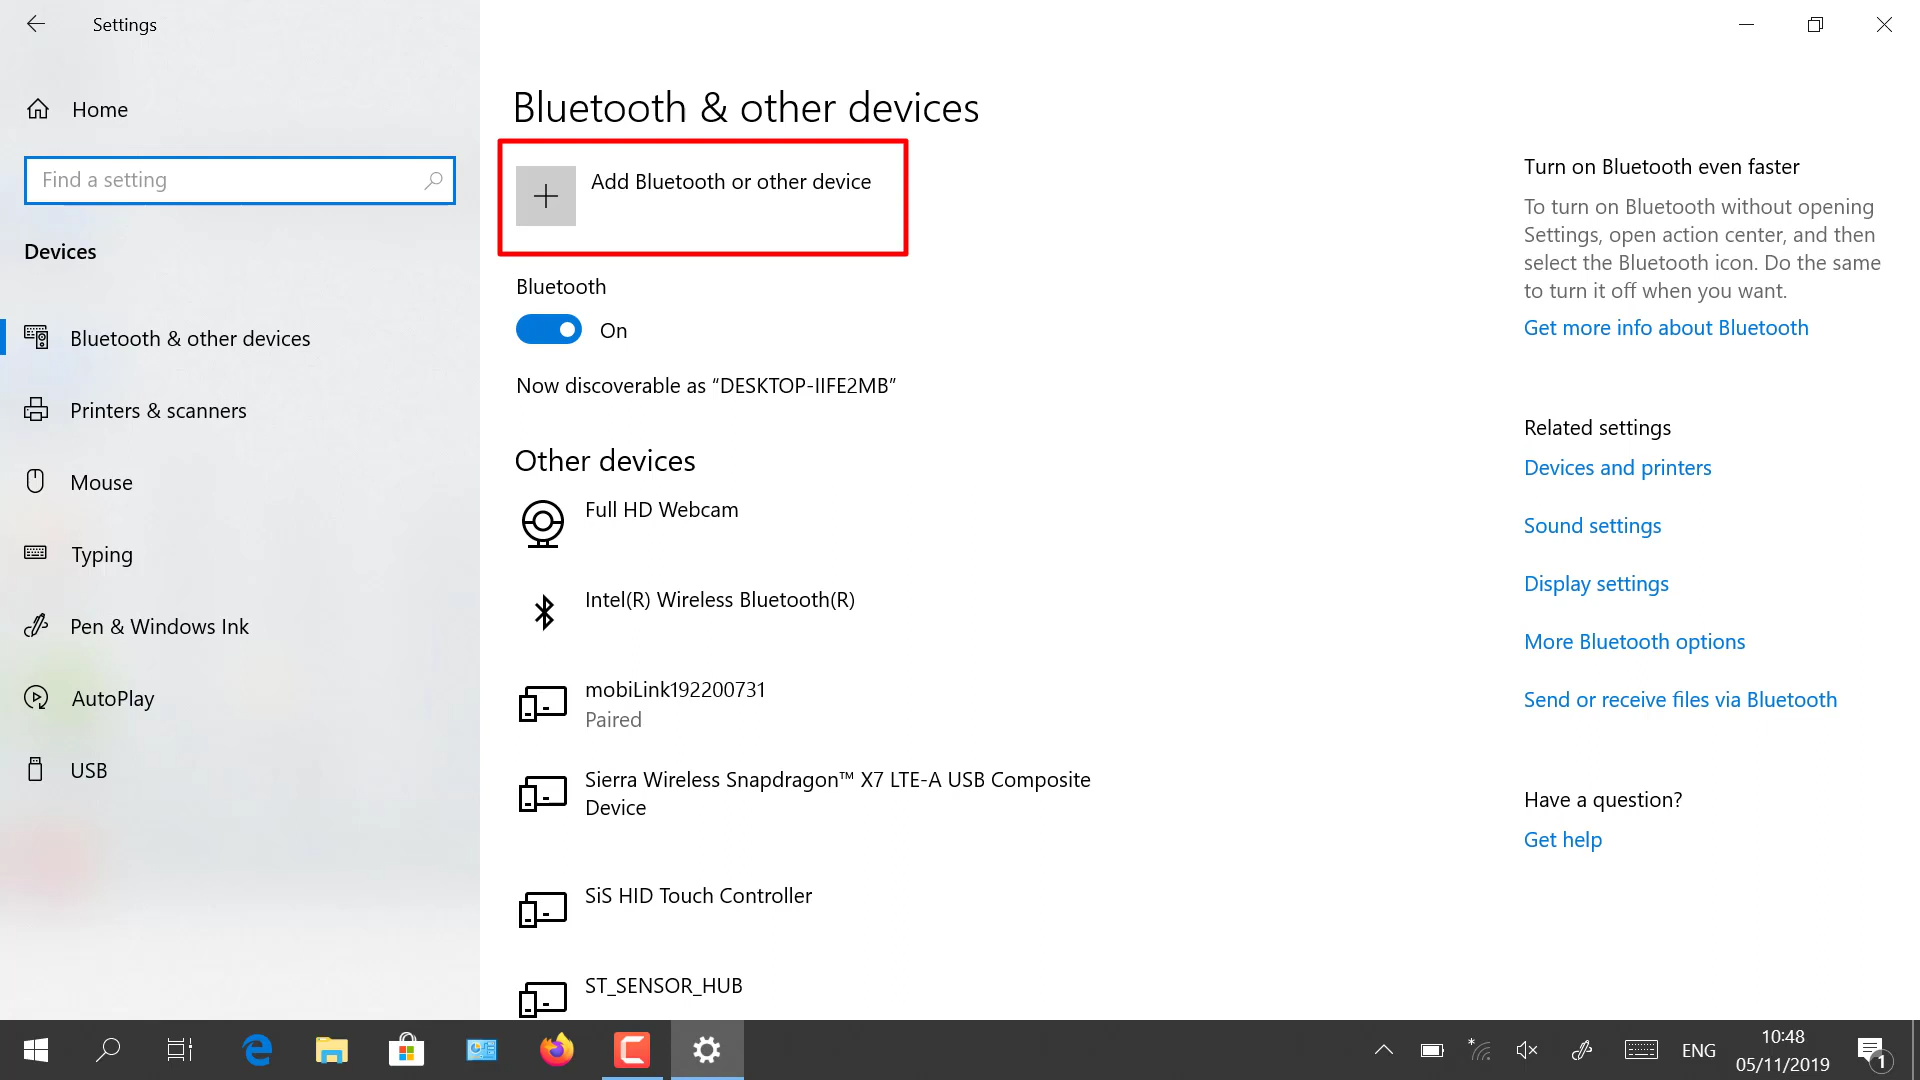 Settings
Home
Find a setting
Devices
Bluetooth & other devices
Printers & scanners
Mouse
Typing
Pen & Windows Ink
AutoPlay
USB
Bluetooth & other devices
Add Bluetooth or other device
Bluetooth
On
Now discoverable as “DESKTOP-IIFE2MB”
Other devices
Full HD Webcam
Intel(R) Wireless Bluetooth(R)
mobiLink192200731
Paired
Sierra Wireless Snapdragon™ X7 LTE-A USB Composite
Device
SiS HID Touch Controller
ST_SENSOR_HUB
Turn on Bluetooth even faster
To turn on Bluetooth without opening
Settings, open action center, and then
select the Bluetooth icon. Do the same
to turn it off when you want.
Get more info about Bluetooth
Related settings
Devices and printers
Sound settings
Display settings
More Bluetooth options
Send or receive files via Bluetooth
Have a question?
Get help
ENG
10:48
05/11/2019
1